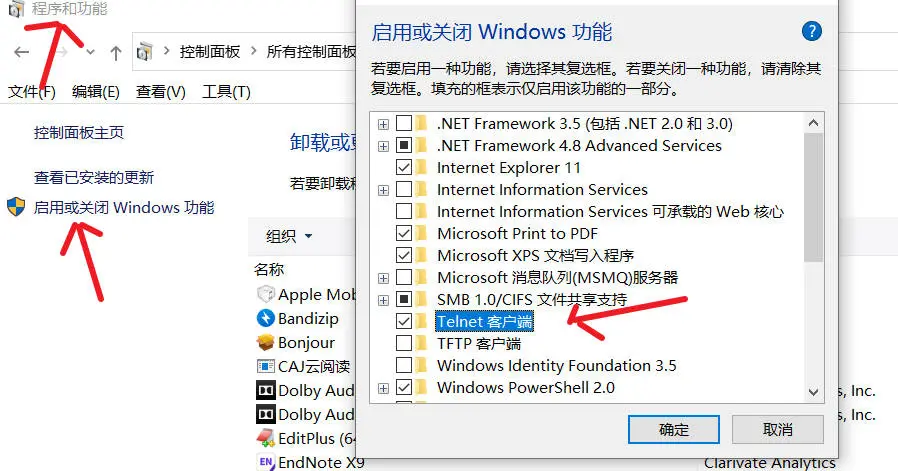 程序和功能
控制面板 所有控制面板
文件(F) 编辑(E) 查看(V) 工具(T)
控制面板主页
查看已安装的更新
启用或关闭 Windows 功能
卸载或
若要卸载
组织
名称
Apple Mob
Bandizip
Bonjour
CAJ云阅读
Dolby Aud
Dolby Aud
EditPlus (64
EndNote X9
启用或关闭 Windows 功能
?
若要启用一种功能，请选择其复选框。若要关闭一种功能，请清除其
复选框。填充的框表示仅启用该功能的一部分。
.NET Framework 3.5 (包括 .NET 2.0 和 3.0)
.NET Framework 4.8 Advanced Services
Internet Explorer 11
Internet Information Services
Internet Information Services 可承载的 Web 核心
Microsoft Print to PDF
Microsoft XPS 文档写入程序
Microsoft 消息队列(MSMQ)服务器
SMB 1.0/CIFS 文件共享支持
Telnet 客户端
TFTP 客户端
Windows Identity Foundation 3.5
Windows PowerShell 2.0
确定 取消
s, Inc.
s, Inc.
Clarivate Analytics